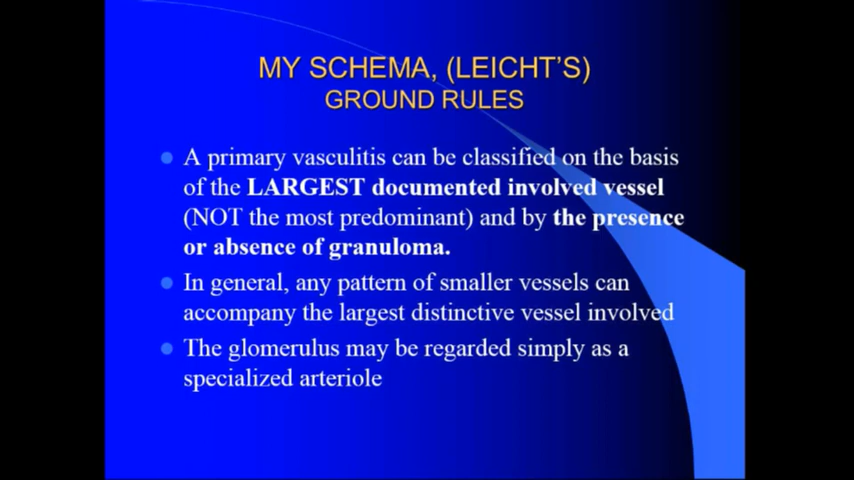 MY SCHEMA, (LEICHT'S)
GROUND RULES
A primary vasculitis can be classified on the basis
of the LARGEST documented involved vessel
(NOT the most predominant) and by the presence
or absence of granuloma.
In general, any pattern of smaller vessels can
accompany the largest distinctive vessel involved
The glomerulus may be regarded simply as a
specialized arteriole